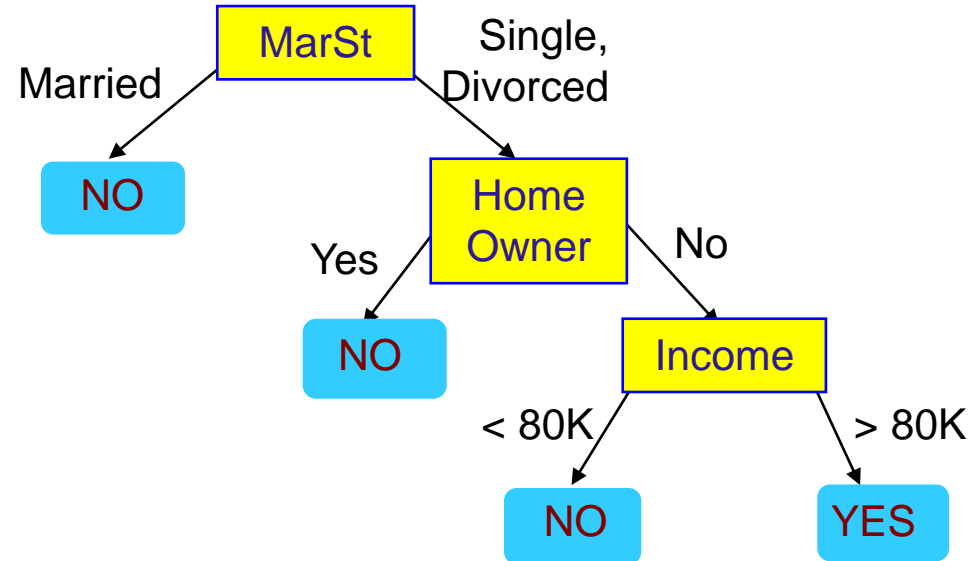 MarSt
Single,
Divorced
Married
NO
Home
Owner
Yes
No
NO
Income
< 80K
> 80K
NO
YES